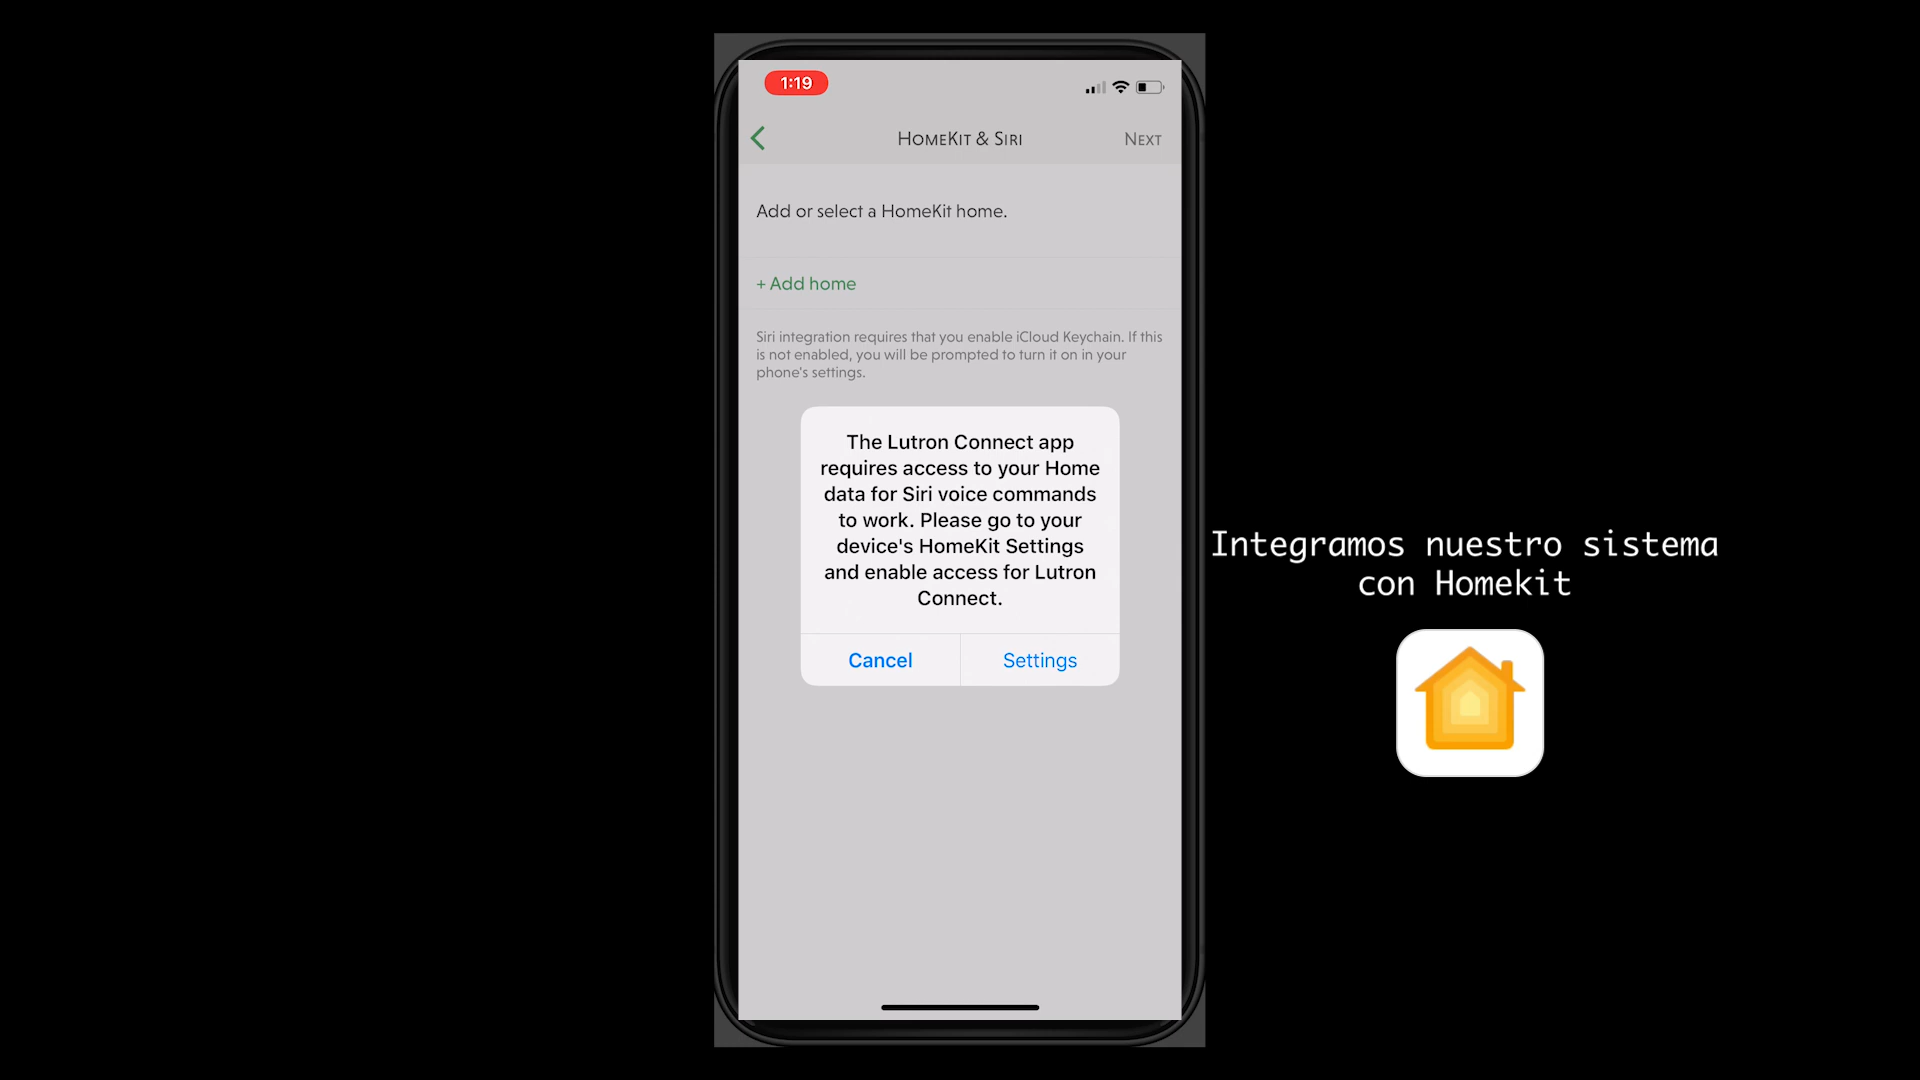 1:19
HomeKit & Siri
Next
Add or select a HomeKit home.
+ Add home
Siri integration requires that you enable iCloud Keychain. If this
is not enabled, you will be prompted to turn it on in your
phone's settings.
The Lutron Connect app
requires access to your Home
data for Siri voice commands
to work. Please go to your
device's HomeKit Settings
and enable access for Lutron
Connect.
Cancel
Settings
Integramos nuestro sistema
con Homekit